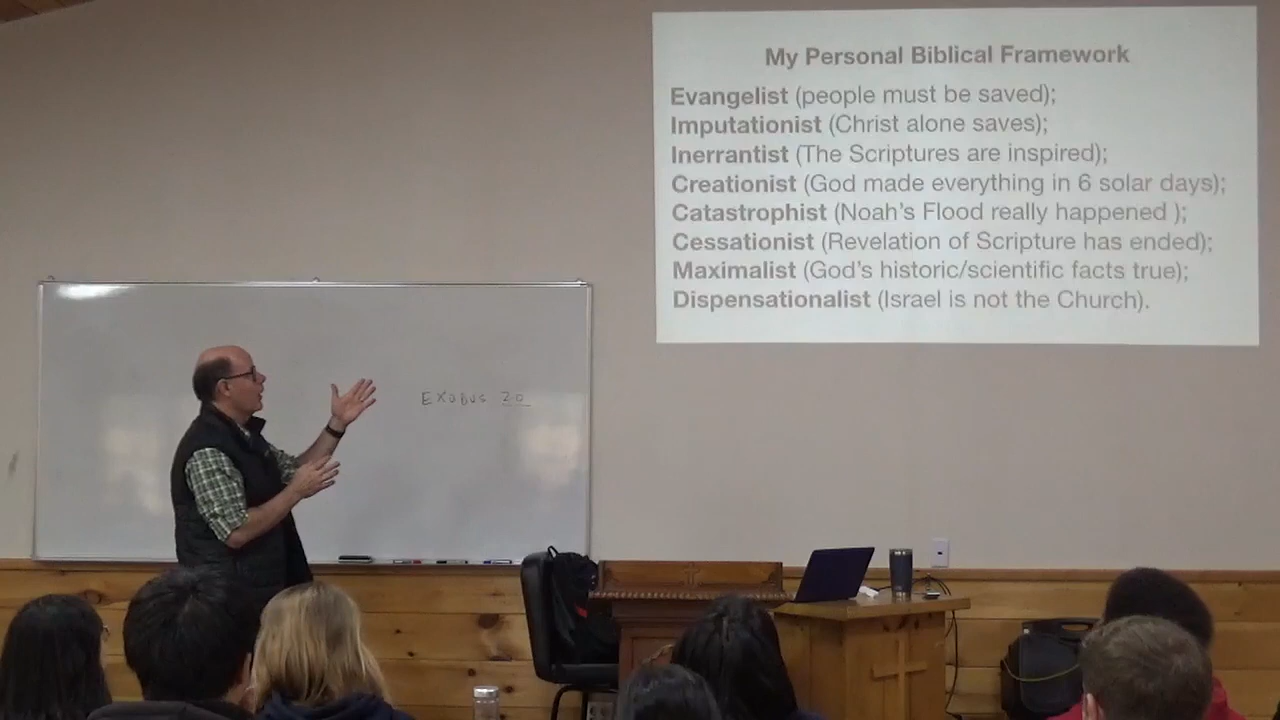 My Personal Biblical Framework
Evangelist (people must be saved);
Imputationist (Christ alone saves);
Inerrantist (The Scriptures are inspired);
Creationist (God made everything in 6 solar days);
Catastrophist (Noah's Flood really happened );
Cessationist (Revelation of Scripture has ended);
Maximalist (God's historic/scientific facts true);
Dispensationalist (Israel is not the Church).
EXODUS 20